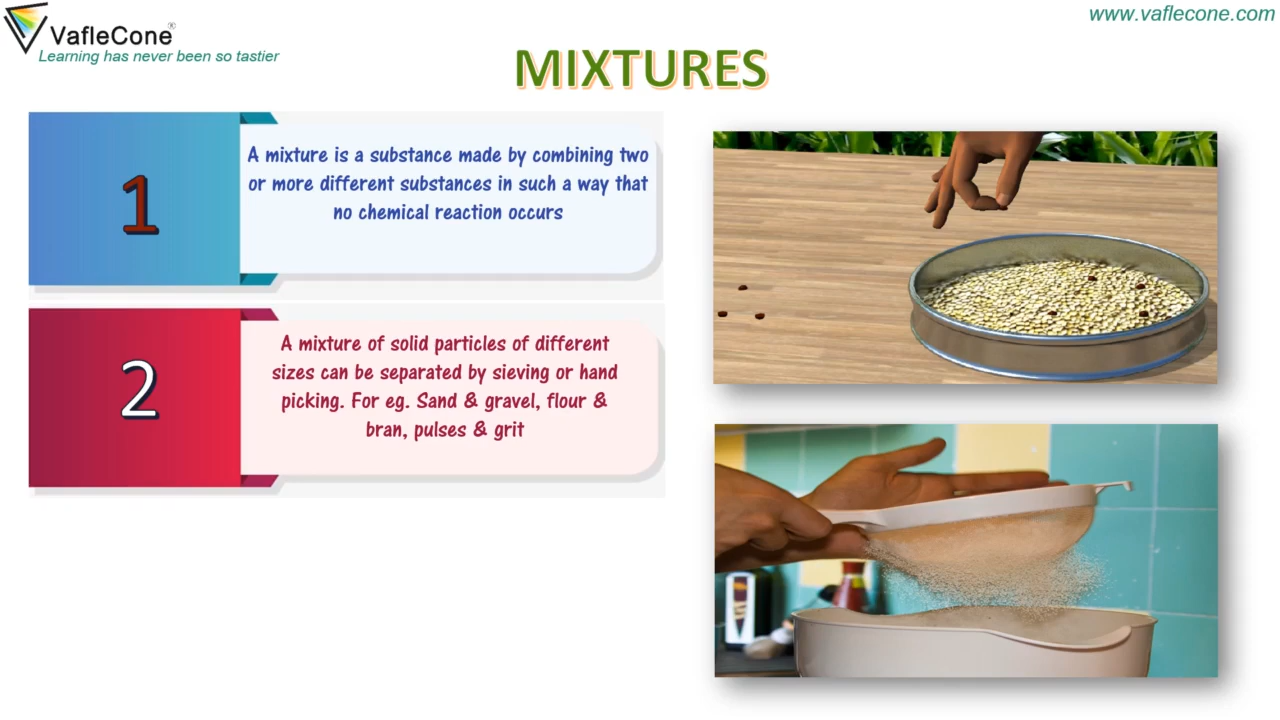 VafleCone®
Learning has never been so tastier
www.vaflecone.com
MIXTURES
1
A mixture is a substance made by combining two
or more different substances in such a way that
no chemical reaction occurs
2
A mixture of solid particles of different
sizes can be separated by sieving or hand
picking. For eg. Sand & gravel, flour &
bran, pulses & grit